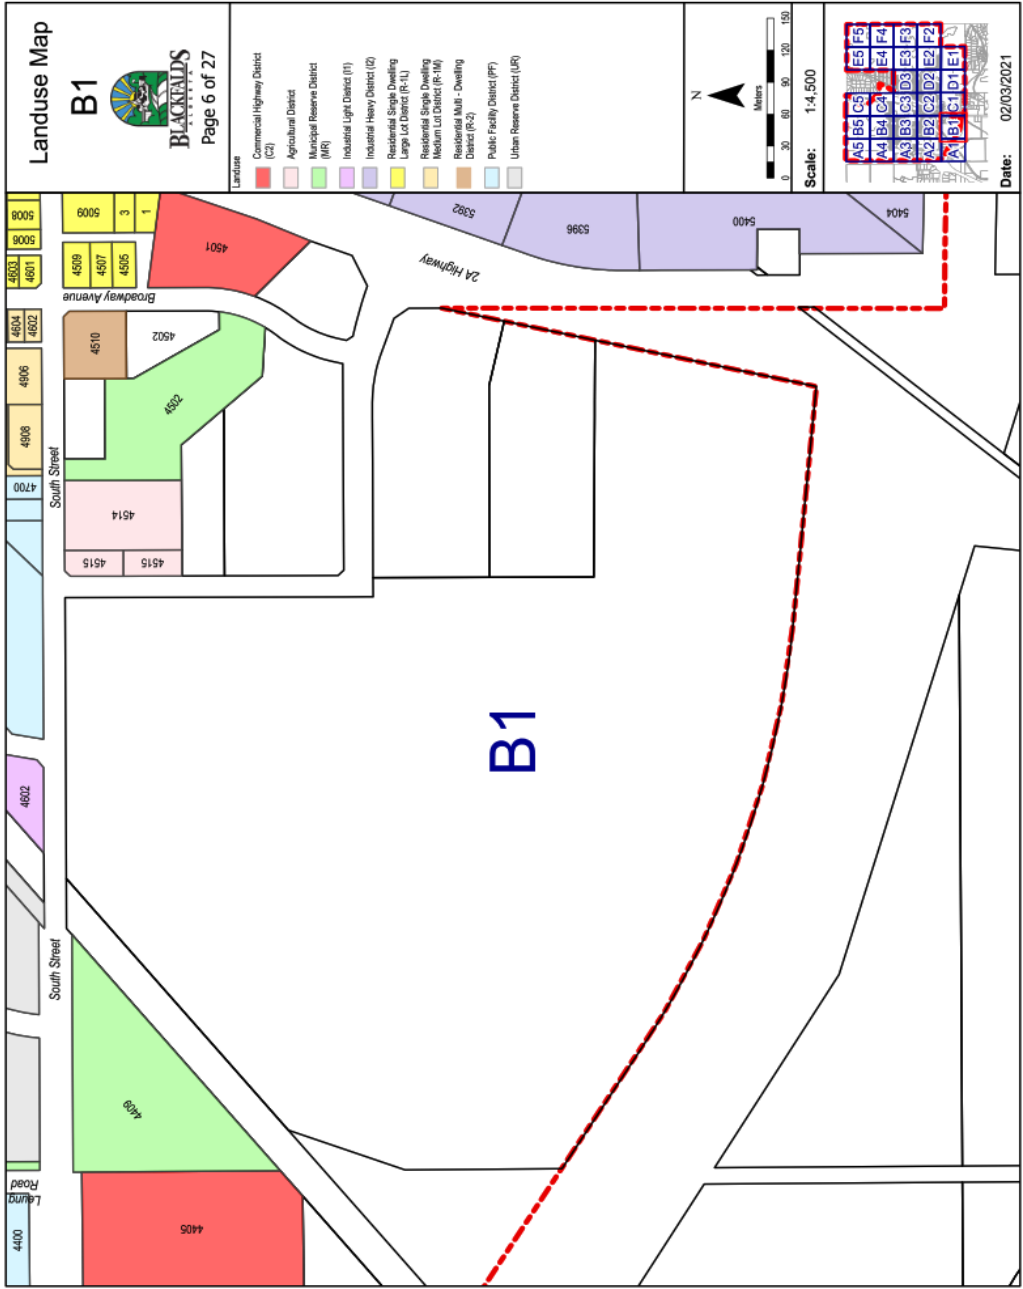 Landuse Map
B1
BLACKFALDS
ALBERTA
Page 6 of 27
Landuse
Commercial Highway District
(C2)
Agricultural District
Municipal Reserve District
(MR)
Industrial Light District (I1)
Industrial Heavy District (I2)
Residential Single Dwelling
Large Lot District (R-1L)
Residential Single Dwelling
Medium Lot District (R-1M)
Residential Multi - Dwelling
District (R-2)
Public Facility District (PF)
Urban Reserve District (UR)
N
Meters
0 30 60 90 120 150
Scale: 1:4,500
A5 B5 C5 E5 F5
A4 B4 C4 E4 F4
A3 B3 C3 D3 E3 F3
A2 B2 C2 D2 E2 F2
A1 B1 C1 D1 E1
Date: 02/03/2021
4400
Leung
Road
4602
4700
4908
4906
4604
4602
4603
4601
5006
5008
South Street
South Street
Broadway Avenue
4509
4507
4505
5009
3
1
4405
4409
4515
4515
4514
4502
4502
4510
4501
2A Highway
5392
5396
5400
5404
B1